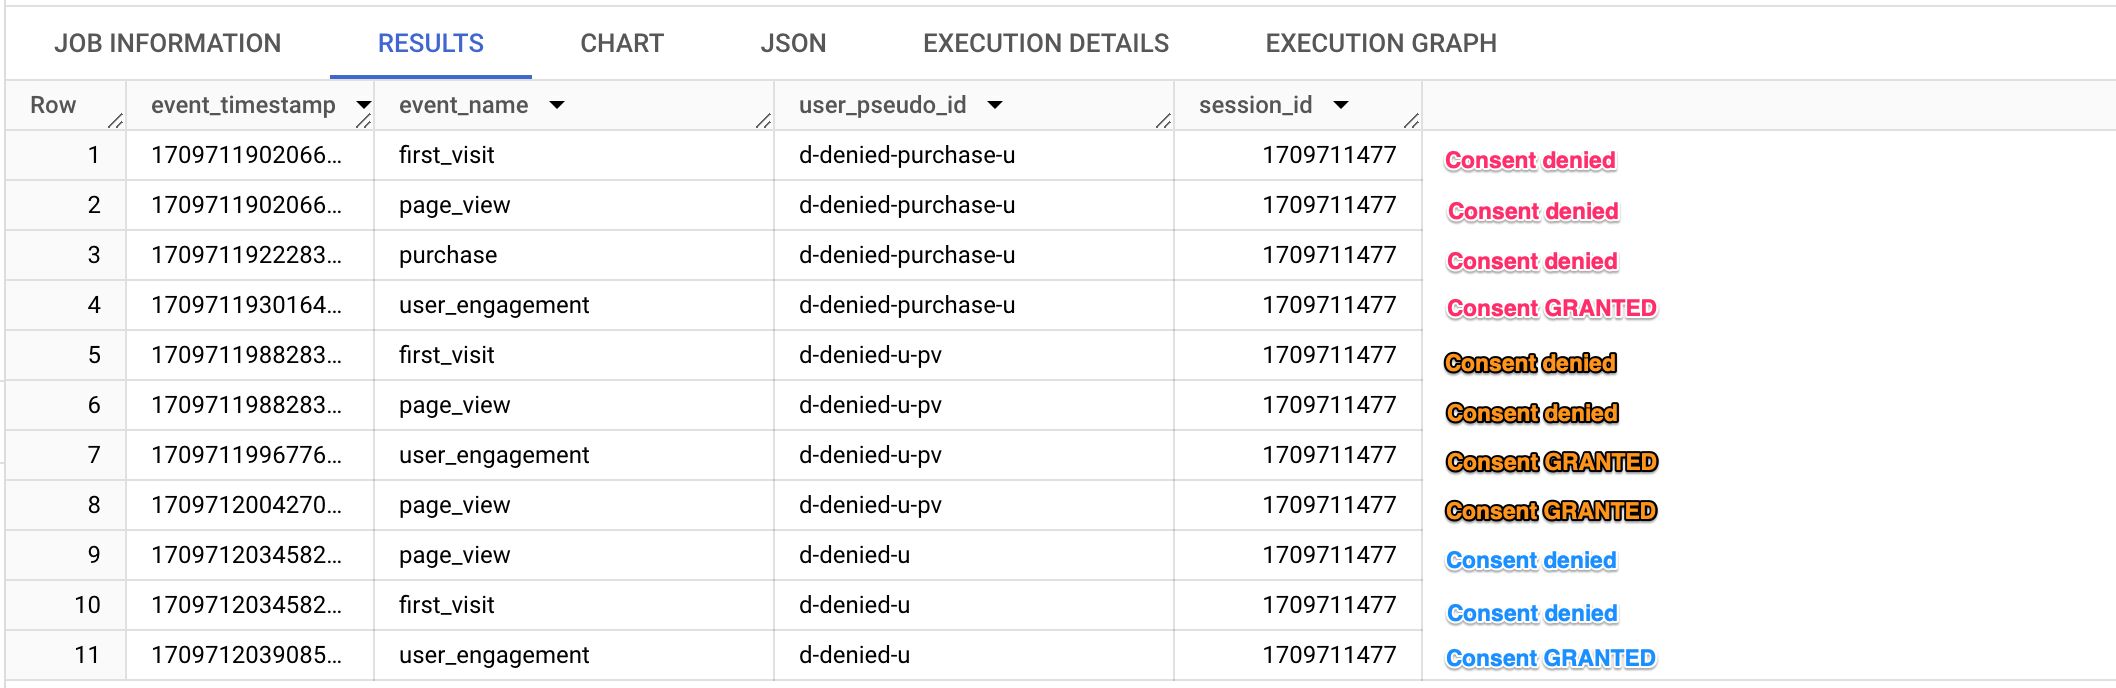 JOB INFORMATION RESULTS CHART JSON EXECUTION DETAILS EXECUTION GRAPH
Row event_timestamp event_name user_pseudo_id session_id
1 1709711902066... first_visit d-denied-purchase-u 1709711477 Consent denied
2 1709711902066... page_view d-denied-purchase-u 1709711477 Consent denied
3 1709711922283... purchase d-denied-purchase-u 1709711477 Consent denied
4 1709711930164... user_engagement d-denied-purchase-u 1709711477 Consent GRANTED
5 1709711988283... first_visit d-denied-u-pv 1709711477 Consent denied
6 1709711988283... page_view d-denied-u-pv 1709711477 Consent denied
7 1709711996776... user_engagement d-denied-u-pv 1709711477 Consent GRANTED
8 1709712004270... page_view d-denied-u-pv 1709711477 Consent GRANTED
9 1709712034582... page_view d-denied-u 1709711477 Consent denied
10 1709712034582... first_visit d-denied-u 1709711477 Consent denied
11 1709712039085... user_engagement d-denied-u 1709711477 Consent GRANTED